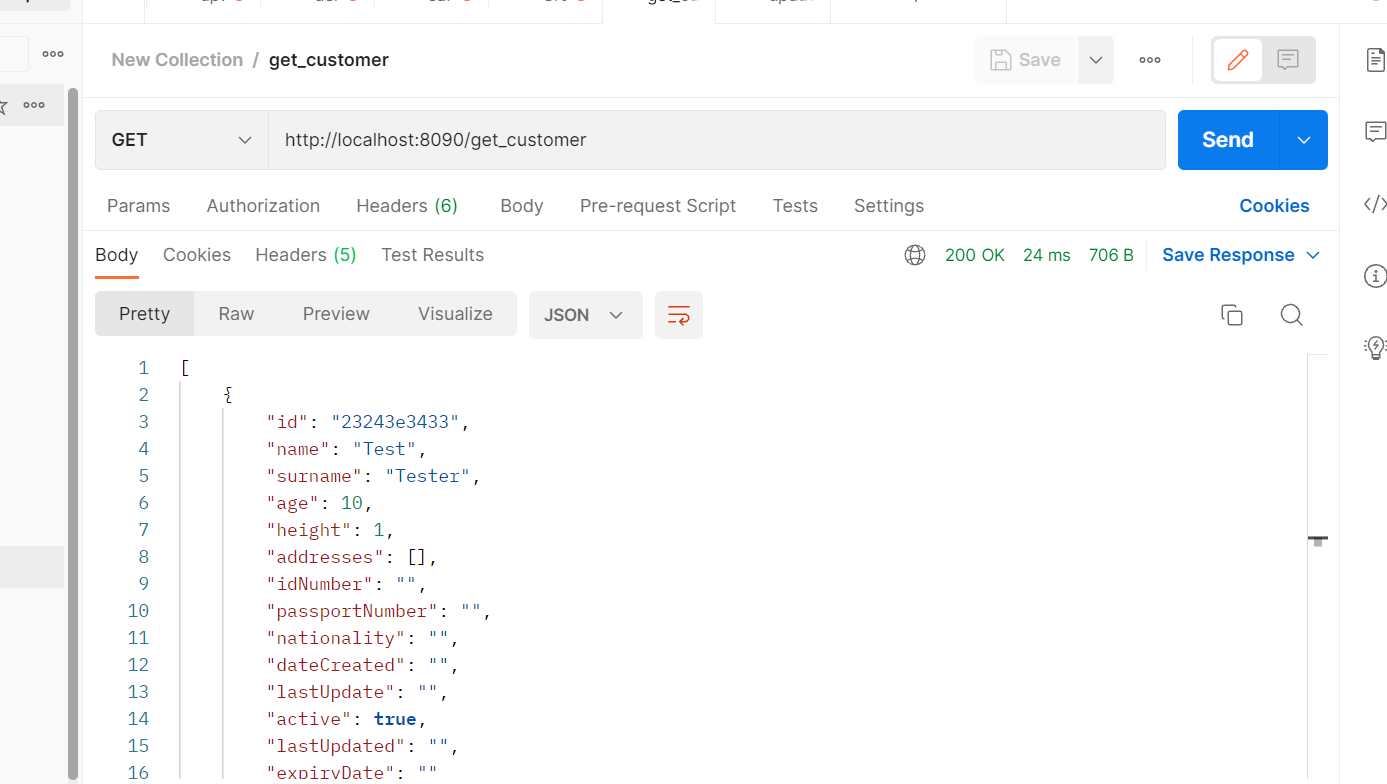 New Collection / get_customer
Save
GET
http://localhost:8090/get_customer
Send
Params Authorization Headers (6) Body Pre-request Script Tests Settings Cookies
Body Cookies Headers (5) Test Results 200 OK 24 ms 706 B Save Response
Pretty Raw Preview Visualize JSON
1 [
2 {
3 "id": "23243e3433",
4 "name": "Test",
5 "surname": "Tester",
6 "age": 10,
7 "height": 1,
8 "addresses": [],
9 "idNumber": "",
10 "passportNumber": "",
11 "nationality": "",
12 "dateCreated": "",
13 "lastUpdate": "",
14 "active": true,
15 "lastUpdated": "",
16 "expiryDate": ""